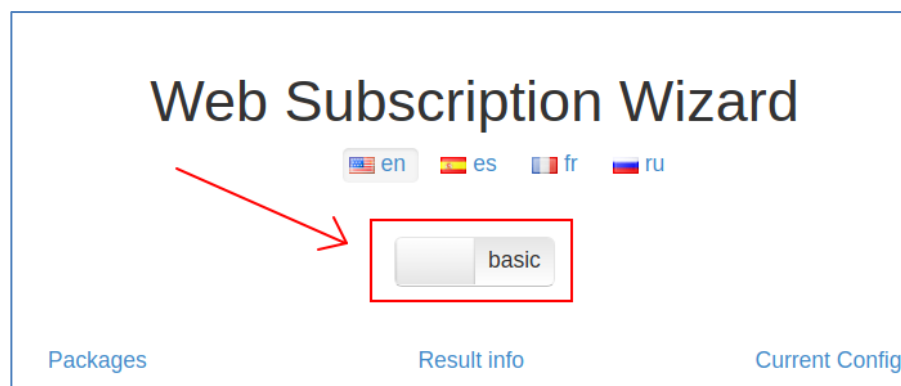 Web Subscription Wizard
en es fr ru
basic
Packages Result info Current Config